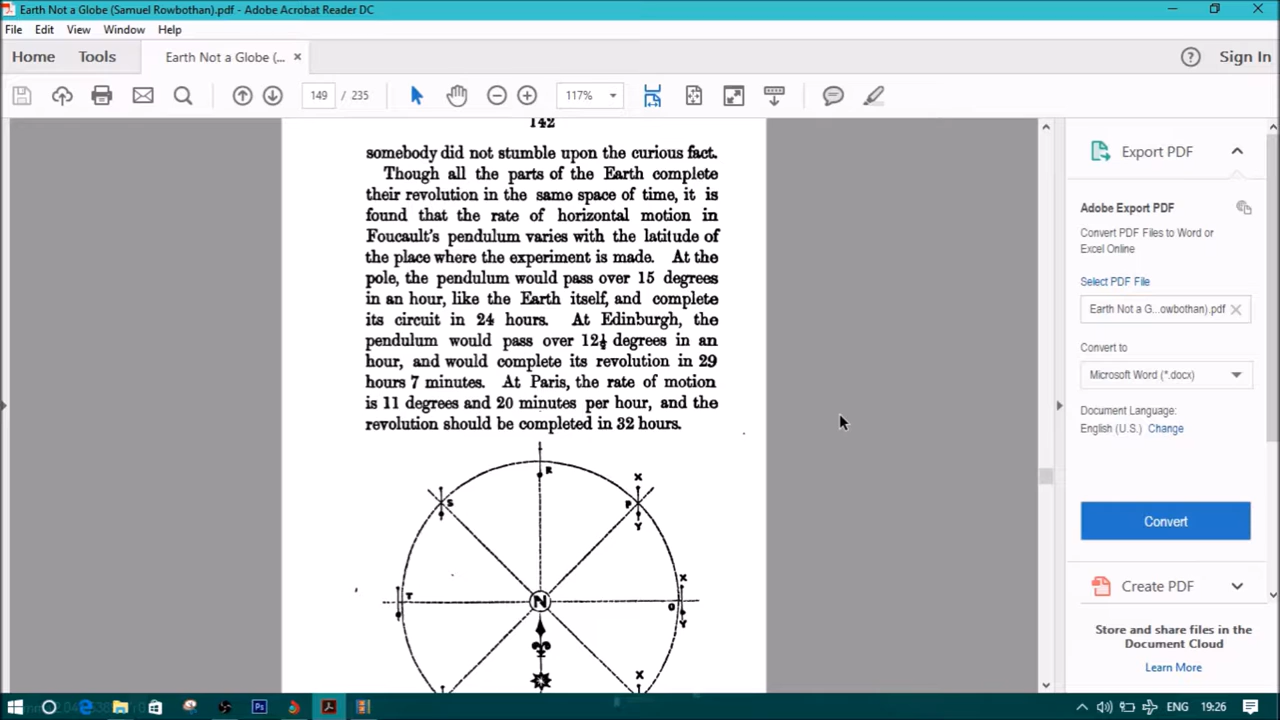 Earth Not a Globe (Samuel Rowbothan).pdf - Adobe Acrobat Reader DC
File Edit View Window Help
Home Tools Earth Not a Globe (... × Sign In
149 / 235 117%
142
somebody did not stumble upon the curious fact.
Though all the parts of the Earth complete
their revolution in the same space of time, it is
found that the rate of horizontal motion in
Foucault's pendulum varies with the latitude of
the place where the experiment is made. At the
pole, the pendulum would pass over 15 degrees
in an hour, like the Earth itself, and complete
its circuit in 24 hours. At Edinburgh, the
pendulum would pass over 12½ degrees in an
hour, and would complete its revolution in 29
hours 7 minutes. At Paris, the rate of motion
is 11 degrees and 20 minutes per hour, and the
revolution should be completed in 32 hours.
R
X
S P
Y
X
T N O
Y
X
Export PDF
Adobe Export PDF
Convert PDF Files to Word or
Excel Online
Select PDF File
Earth Not a G...owbothan).pdf
Convert to
Microsoft Word (*.docx)
Document Language:
English (U.S.) Change
Convert
Create PDF
Store and share files in the
Document Cloud
Learn More
ENG 19:26